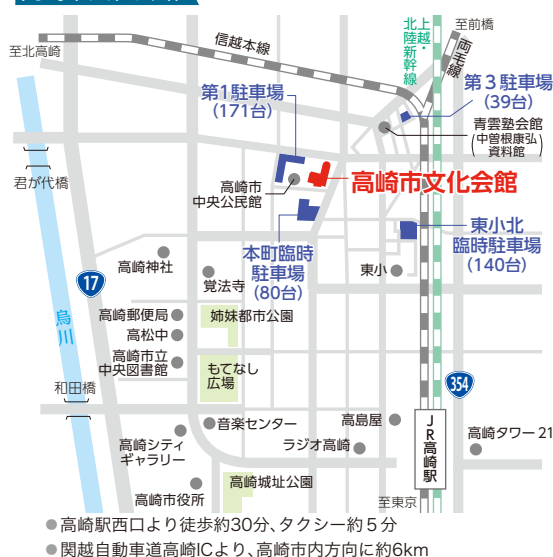 至北高崎
信越本線
上越・
北陸新幹線
至前橋
両毛線
第1駐車場
(171台)
第３駐車場
(39台)
青雲塾会館
(中曽根康弘
資料館)
君が代橋
高崎市
中央公民館
高崎市文化会館
本町臨時
駐車場
(80台)
東小北
臨時駐車場
(140台)
高崎神社
覚法寺
東小
17
烏川
高崎郵便局
姉妹都市公園
高松中
高崎市立
中央図書館
もてなし
広場
和田橋
354
音楽センター
高島屋
JR高崎駅
高崎シティ
ギャラリー
ラジオ高崎
高崎タワー21
高崎城址公園
高崎市役所
至東京
●高崎駅西口より徒歩約30分、タクシー約５分
●関越自動車道高崎ICより、高崎市内方向に約6km